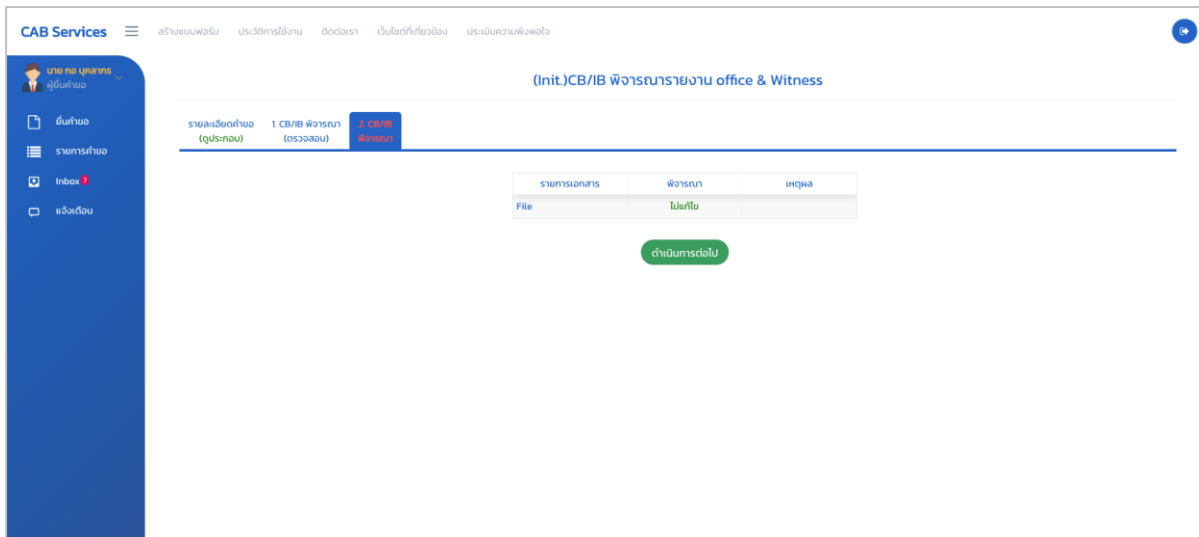 CAB Services
สร้างแบบฟอร์ม ประวัติการใช้งาน ติดต่อเรา เว็บไซต์ที่เกี่ยวข้อง ประเมินความพึงพอใจ
นาย กอ บุคลากร
ผู้ยื่นคำขอ
ยื่นคำขอ
รายการคำขอ
Inbox 7
แจ้งเตือน
(Init.)CB/IB พิจารณารายงาน office & Witness
รายละเอียดคำขอ
(ดูประกอบ)
1. CB/IB พิจารณา
(ตรวจสอบ)
2. CB/IB
พิจารณา
รายการเอกสาร พิจารณา เหตุผล
File ไม่แก้ไข
ดำเนินการต่อไป